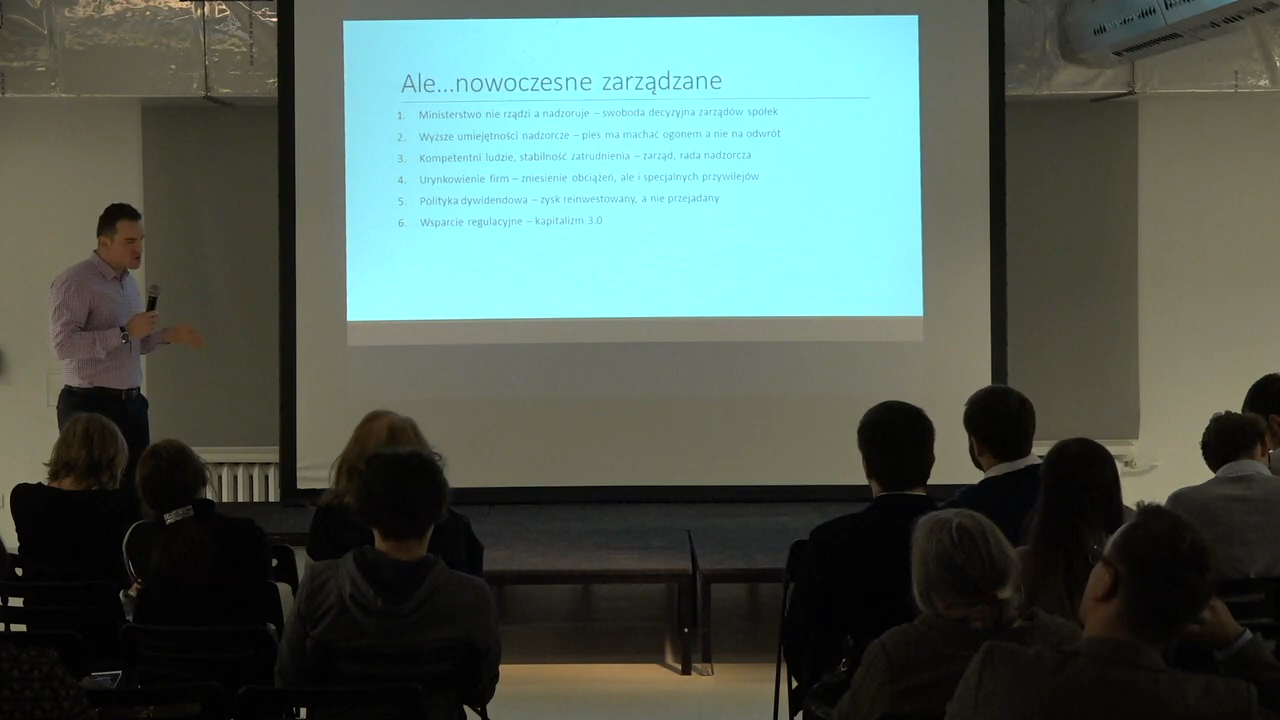 Ale...nowoczesne zarządzane
1. Ministerstwo nie rządzi a nadzoruje – swoboda decyzyjna zarządów spółek
2. Wyższe umiejętności nadzorcze – pies ma machać ogonem a nie na odwrót
3. Kompetentni ludzie, stabilność zatrudnienia – zarząd, rada nadzorcza
4. Urynkowienie firm – zniesienie obciążeń, ale i specjalnych przywilejów
5. Polityka dywidendowa – zysk reinwestowany, a nie przejadany
6. Wsparcie regulacyjne – kapitalizm 3.0